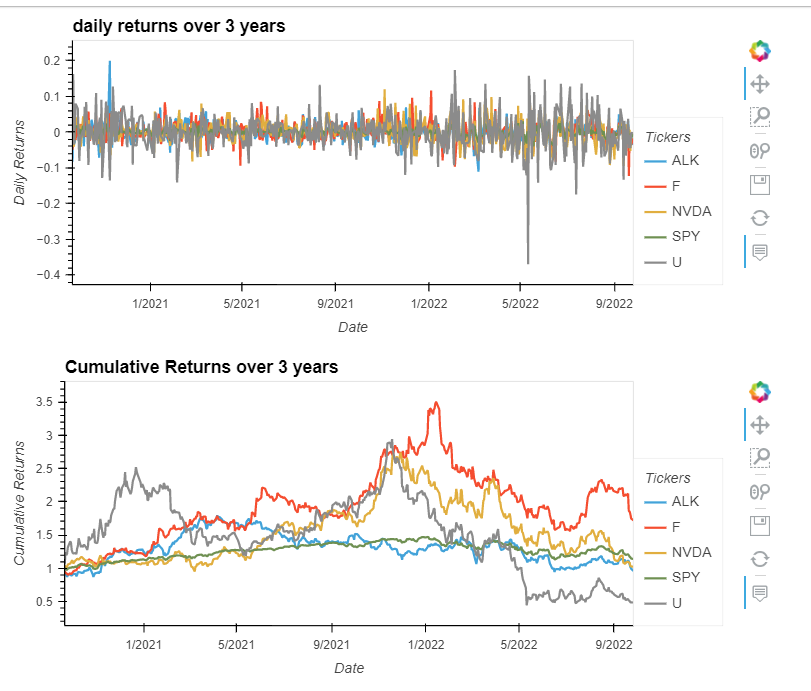 daily returns over 3 years
0.2
0.1
0
−0.1
−0.2
−0.3
−0.4
Daily Returns
1/2021 5/2021 9/2021 1/2022 5/2022 9/2022
Date
Tickers
ALK
F
NVDA
SPY
U
Cumulative Returns over 3 years
3.5
3
2.5
2
1.5
1
0.5
Cumulative Returns
1/2021 5/2021 9/2021 1/2022 5/2022 9/2022
Date
Tickers
ALK
F
NVDA
SPY
U